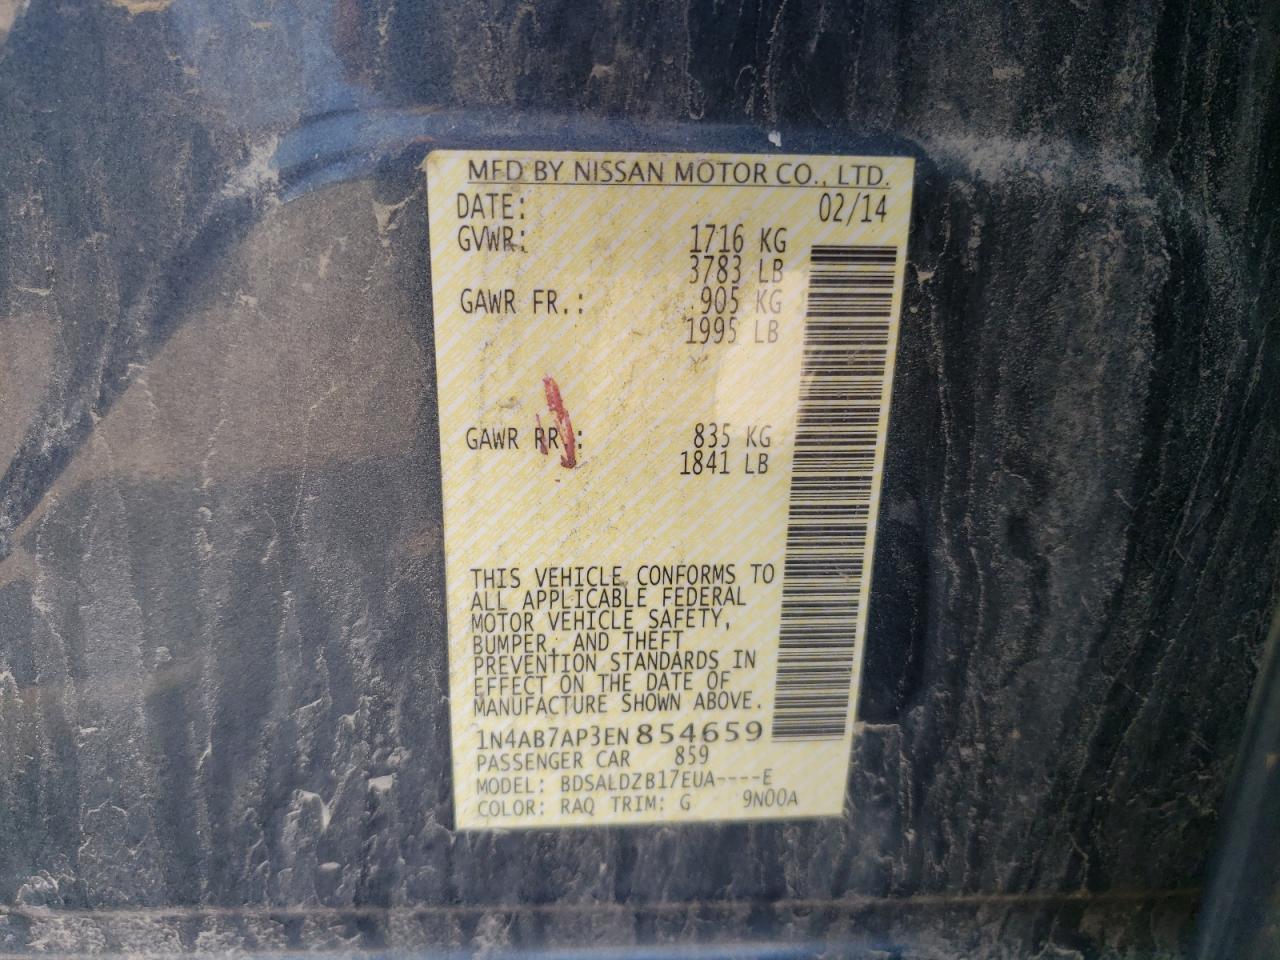 MFD BY NISSAN MOTOR CO., LTD.
DATE: 02/14
GVWR: 1716 KG
3783 LB
GAWR FR.: 905 KG
1995 LB
GAWR RR.: 835 KG
1841 LB
THIS VEHICLE CONFORMS TO
ALL APPLICABLE FEDERAL
MOTOR VEHICLE SAFETY,
BUMPER, AND THEFT
PREVENTION STANDARDS IN
EFFECT ON THE DATE OF
MANUFACTURE SHOWN ABOVE.
1N4AB7AP3EN854659
PASSENGER CAR 859
MODEL: BDSALDZB17EUA----E
COLOR: RAQ TRIM: G 9N00A